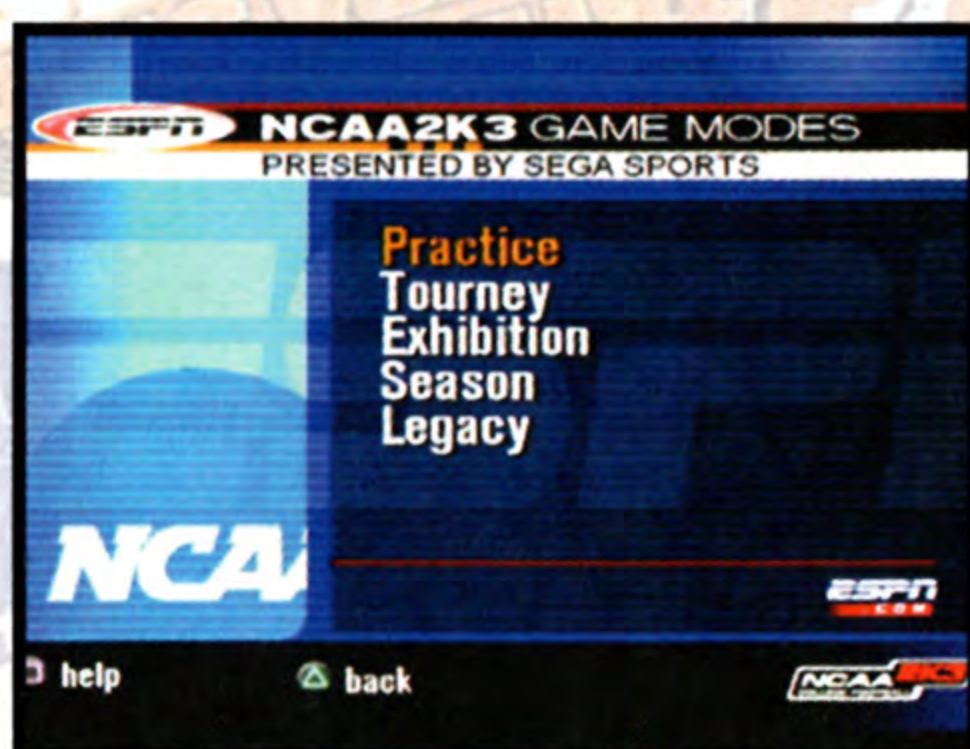 ESPN NCAA2K3 GAME MODES
PRESENTED BY SEGA SPORTS
Practice
Tourney
Exhibition
Season
Legacy
NCAA
ESPN
.COM
help
back
NCAA 2K3